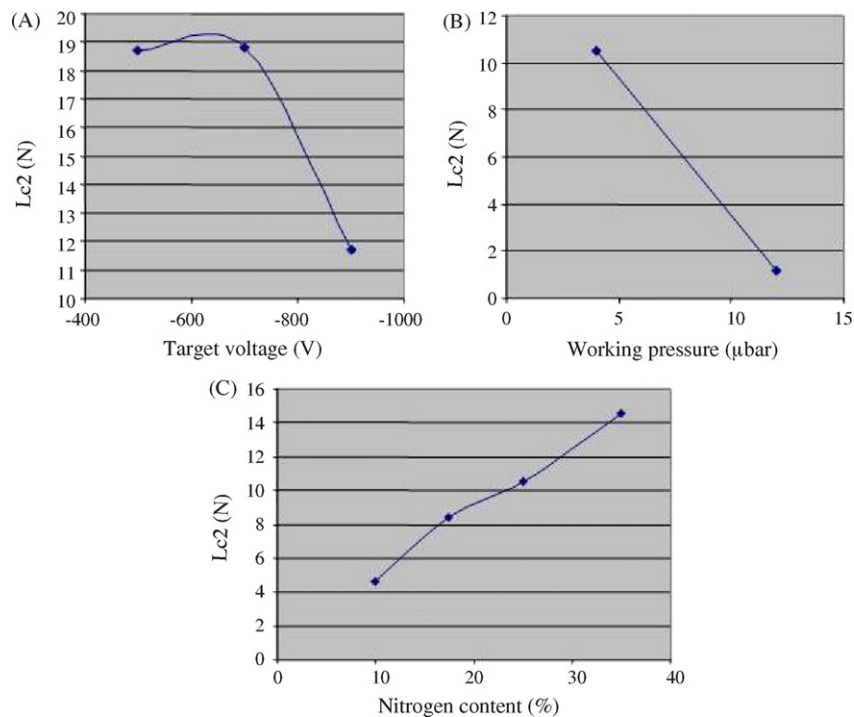 (A)
20
19
18
17
16
15
14
13
12
11
10
Lc2 (N)
-400 -600 -800 -1000
Target voltage (V)
(B)
12
10
8
6
4
2
0
Lc2 (N)
0 5 10 15
Working pressure (μbar)
(C)
16
14
12
10
8
6
4
2
0
Lc2 (N)
0 10 20 30 40
Nitrogen content (%)